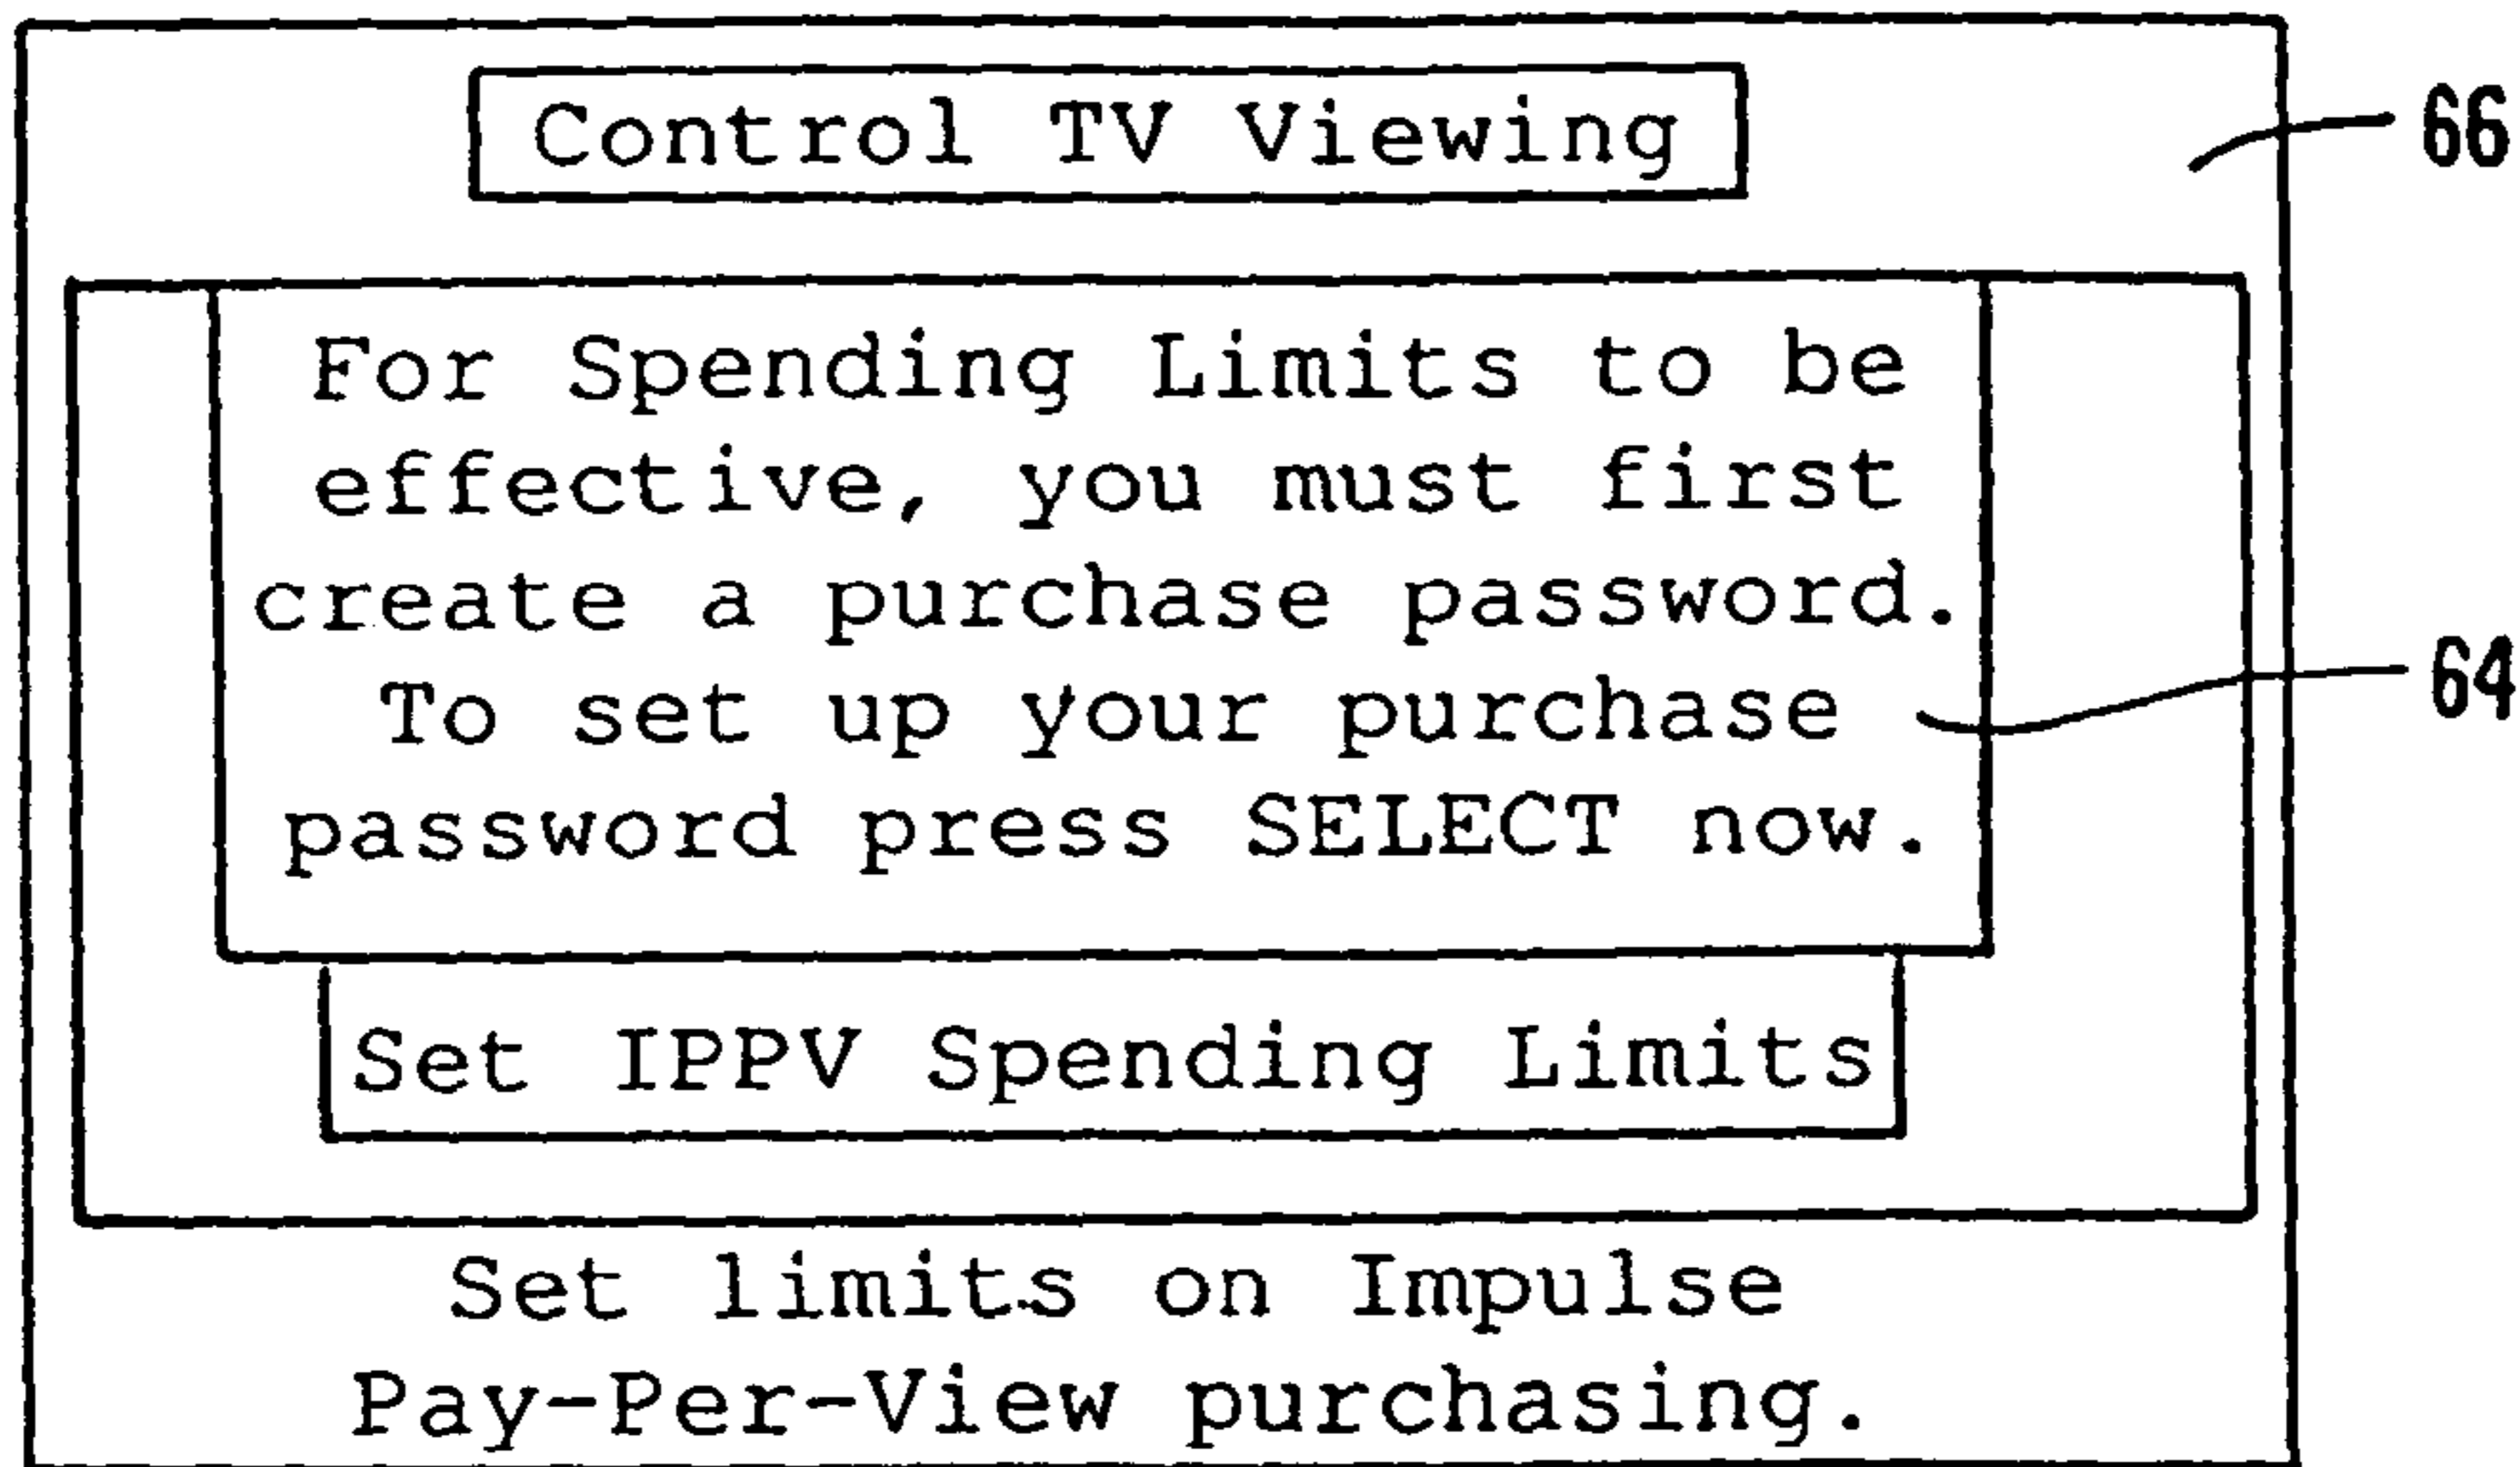 Control TV Viewing
66
For Spending Limits to be
effective, you must first
create a purchase password.
To set up your purchase
64
password press SELECT now.
Set IPPV Spending Limits
Set limits on Impulse
Pay-Per-View purchasing.